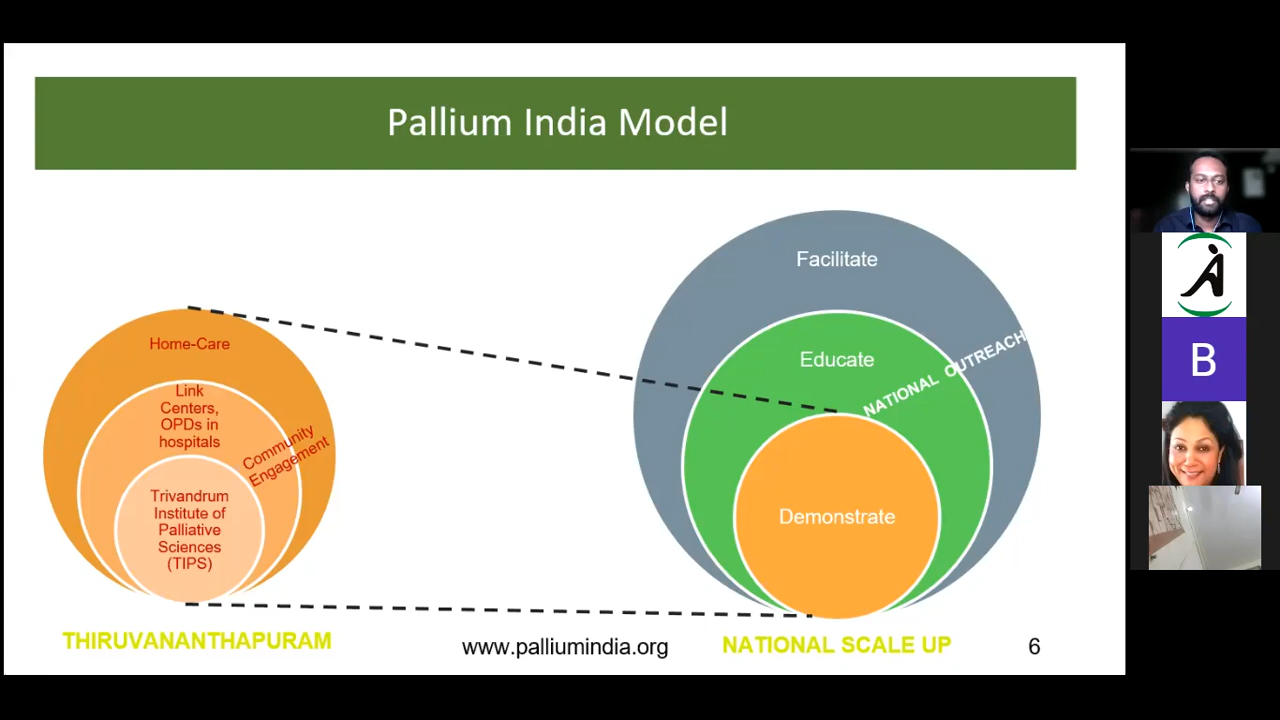 Pallium India Model
Home-Care
Link
Centers,
OPDs in
hospitals
Community
Engagement
Trivandrum
Institute of
Palliative
Sciences
(TIPS)
THIRUVANANTHAPURAM
Facilitate
Educate
NATIONAL OUTREACH
Demonstrate
NATIONAL SCALE UP
www.palliumindia.org
6
B